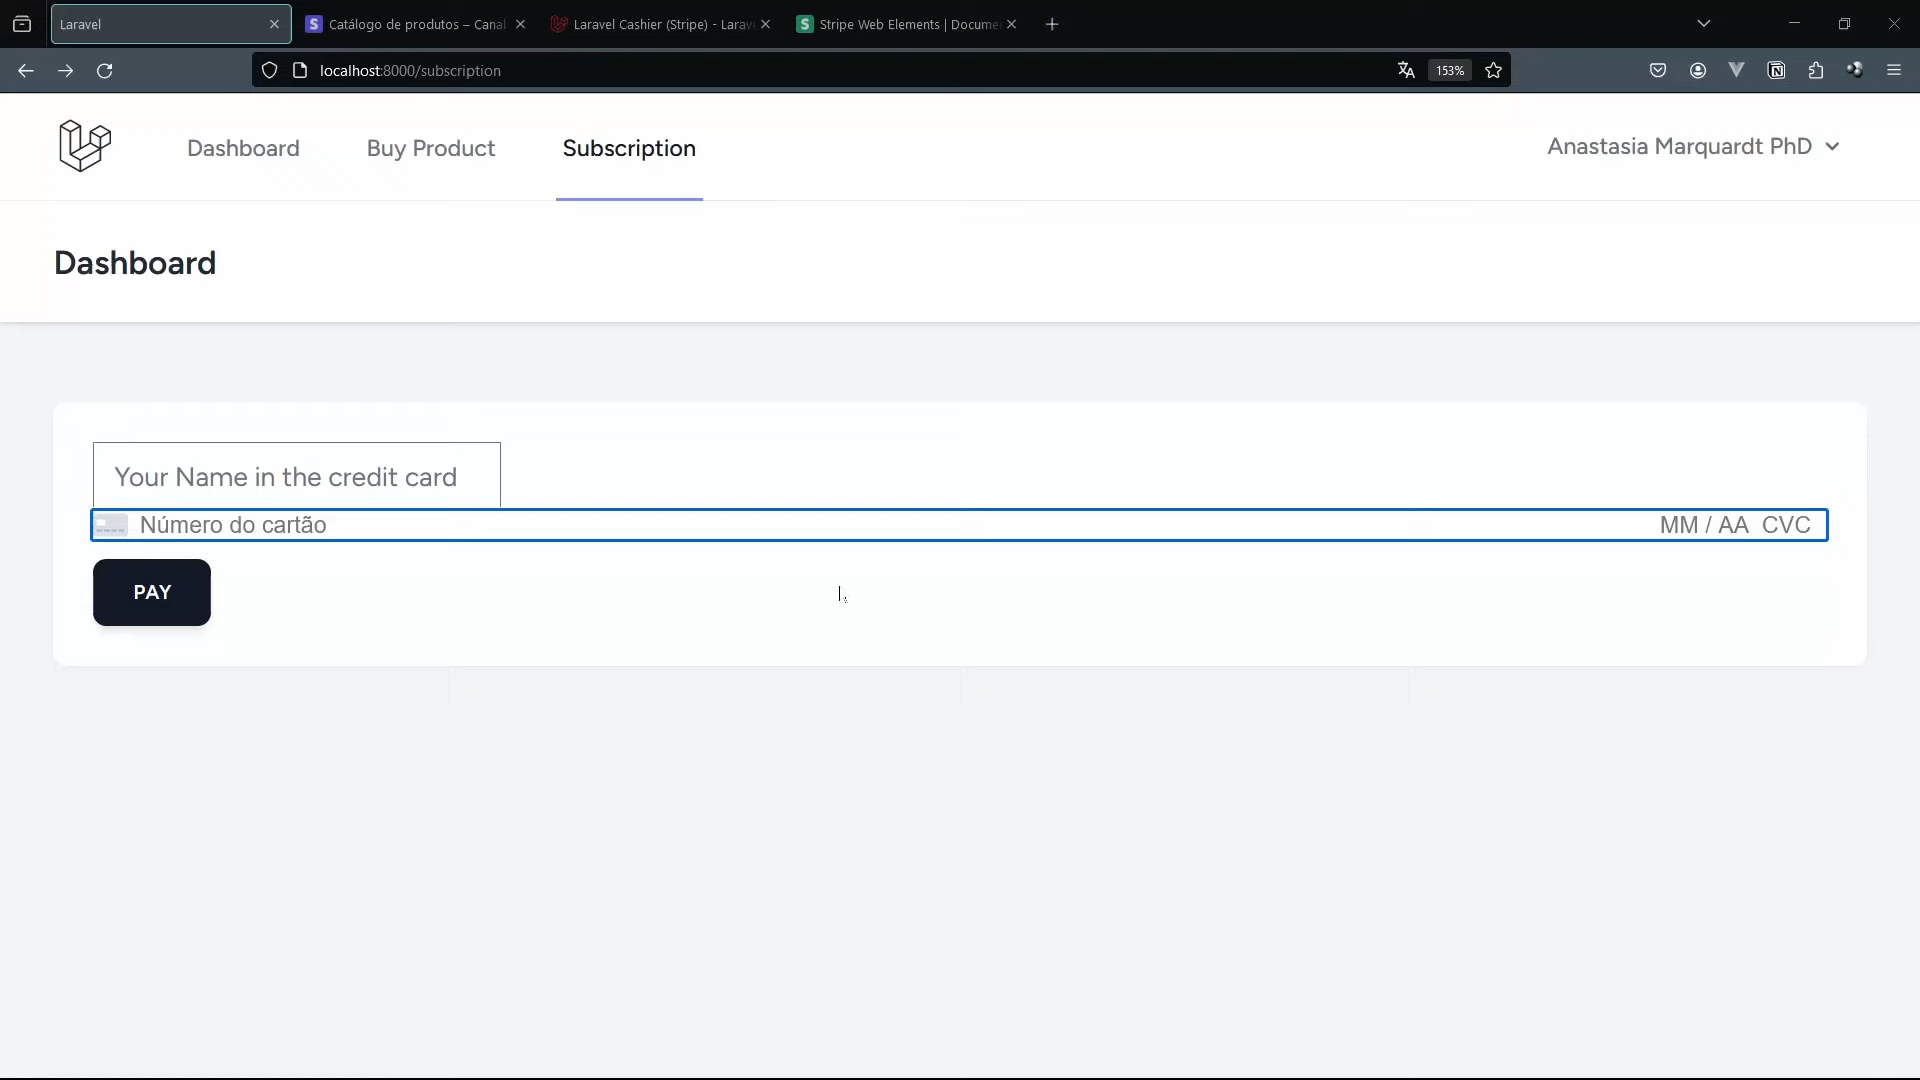 Laravel
Catálogo de produtos – Canal
Laravel Cashier (Stripe) - Larav
Stripe Web Elements | Docume
localhost:8000/subscription
153%
Dashboard
Buy Product
Subscription
Anastasia Marquardt PhD
Dashboard
Your Name in the credit card
Número do cartão
MM / AA CVC
PAY